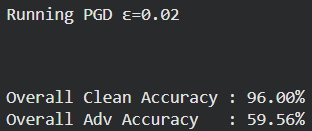 Running PGD ε=0.02
Overall Clean Accuracy : 96.00%
Overall Adv Accuracy   : 59.56%